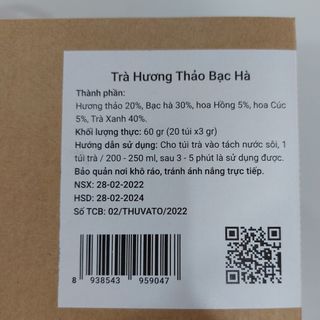 Trà Hương Thảo Bạc Hà
Thành phần:
Hương thảo 20%, Bạc hà 30%, hoa Hồng 5%, hoa Cúc
5%, Trà Xanh 40%.
Khối lượng thực: 60 gr (20 túi x3 gr)
Hướng dẫn sử dụng: Cho túi trà vào tách nước sôi, 1
túi trà / 200 - 250 ml, sau 3 - 5 phút là sử dụng được.
Bảo quản nơi khô ráo, tránh ánh nắng trực tiếp.
NSX: 28-02-2022
HSD: 28-02-2024
Số TCB: 02/THUVATO/2022
8 938543 959047